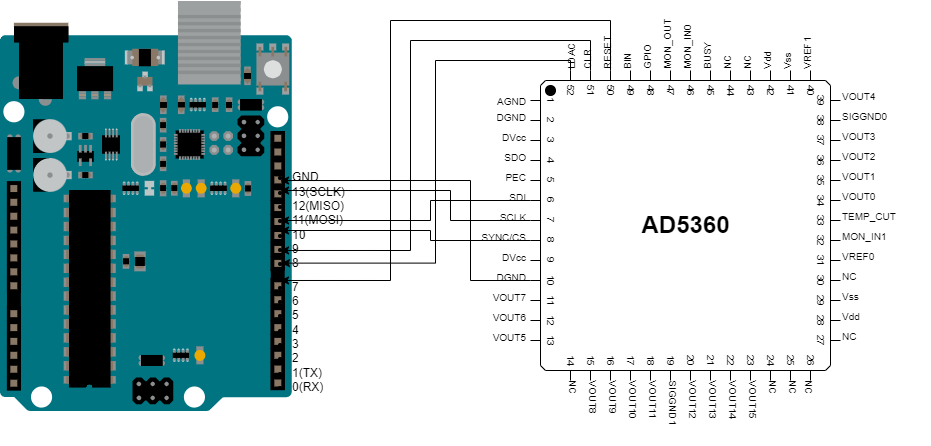 GND
13(SCLK)
12(MISO)
11(MOSI)
10
9
8
7
6
5
4
3
2
1(TX)
0(RX)
LDAC
CLR
RESET
BIN
GPIO
MON_OUT
MON_IN0
BUSY
NC
NC
Vdd
Vss
VREF1
52
51
50
49
48
47
46
45
44
43
42
41
40
AGND 1
DGND 2
DVcc 3
SDO 4
PEC 5
SDI 6
SCLK 7
SYNC/CS 8
DVcc 9
DGND 10
VOUT7 11
VOUT6 12
VOUT5 13
AD5360
39 VOUT4
38 SIGGND0
37 VOUT3
36 VOUT2
35 VOUT1
34 VOUT0
33 TEMP_CUT
32 MON_IN1
31 VREF0
30 NC
29 Vss
28 Vdd
27 NC
14
15
16
17
18
19
20
21
22
23
24
25
26
NC
VOUT8
VOUT9
VOUT10
VOUT11
SIGND1
VOUT12
VOUT13
VOUT14
VOUT15
NC
NC
NC